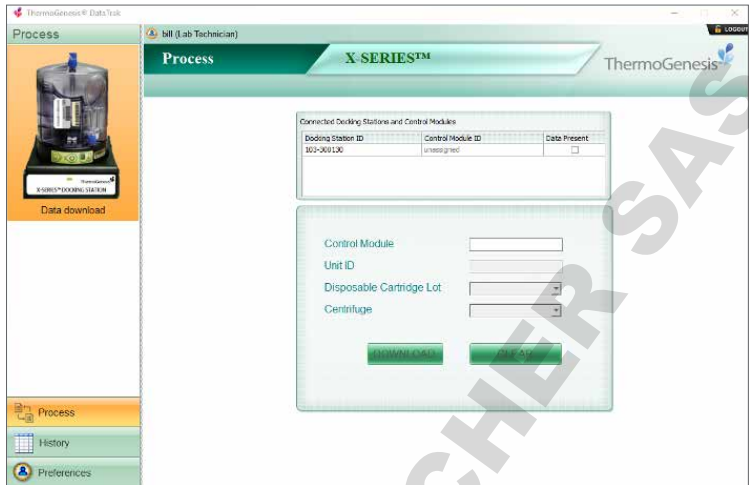 ThermoGenesis® DataTrak
Process
bill (Lab Technician)
LOGOUT
Process
X-SERIES™
ThermoGenesis
Connected Docking Stations and Control Modules
Docking Station ID Control Module ID Data Present
103-300130 unassigned
ThermoGenesis
X-SERIES™ DOCKING STATION
Data download
Control Module
Unit ID
Disposable Cartridge Lot
Centrifuge
DOWNLOAD CLEAR
Process
History
Preferences
CHER SAS